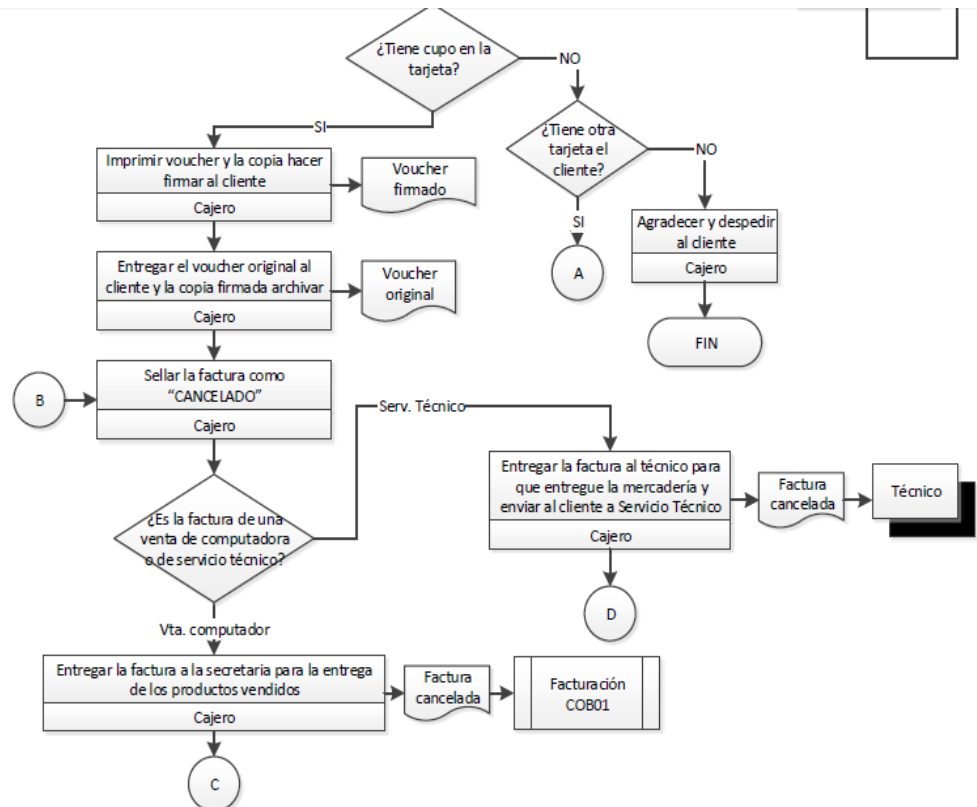 ¿Tiene cupo en la
tarjeta?
NO
SI
¿Tiene otra
tarjeta el
cliente?
NO
SI
Imprimir voucher y la copia hacer
firmar al cliente
Cajero
Voucher
firmado
Agradecer y despedir
al cliente
Cajero
A
Entregar el voucher original al
cliente y la copia firmada archivar
Cajero
Voucher
original
FIN
B
Sellar la factura como
“CANCELADO”
Cajero
Serv. Técnico
Entregar la factura al técnico para
que entregue la mercadería y
enviar al cliente a Servicio Técnico
Cajero
Factura
cancelada
Técnico
¿Es la factura de una
venta de computadora
o de servicio técnico?
D
Vta. computador
Entregar la factura a la secretaria para la entrega
de los productos vendidos
Cajero
Factura
cancelada
Facturación
COB01
C